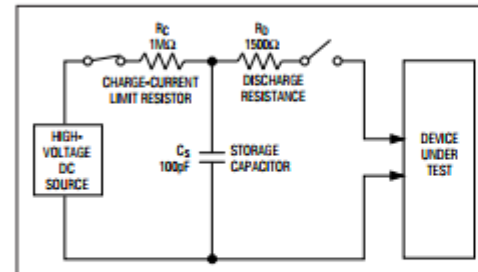 RC
1MΩ
CHARGE-CURRENT
LIMIT RESISTOR
RD
1500Ω
DISCHARGE
RESISTANCE
HIGH-
VOLTAGE
DC
SOURCE
CS
100pF
STORAGE
CAPACITOR
DEVICE
UNDER
TEST